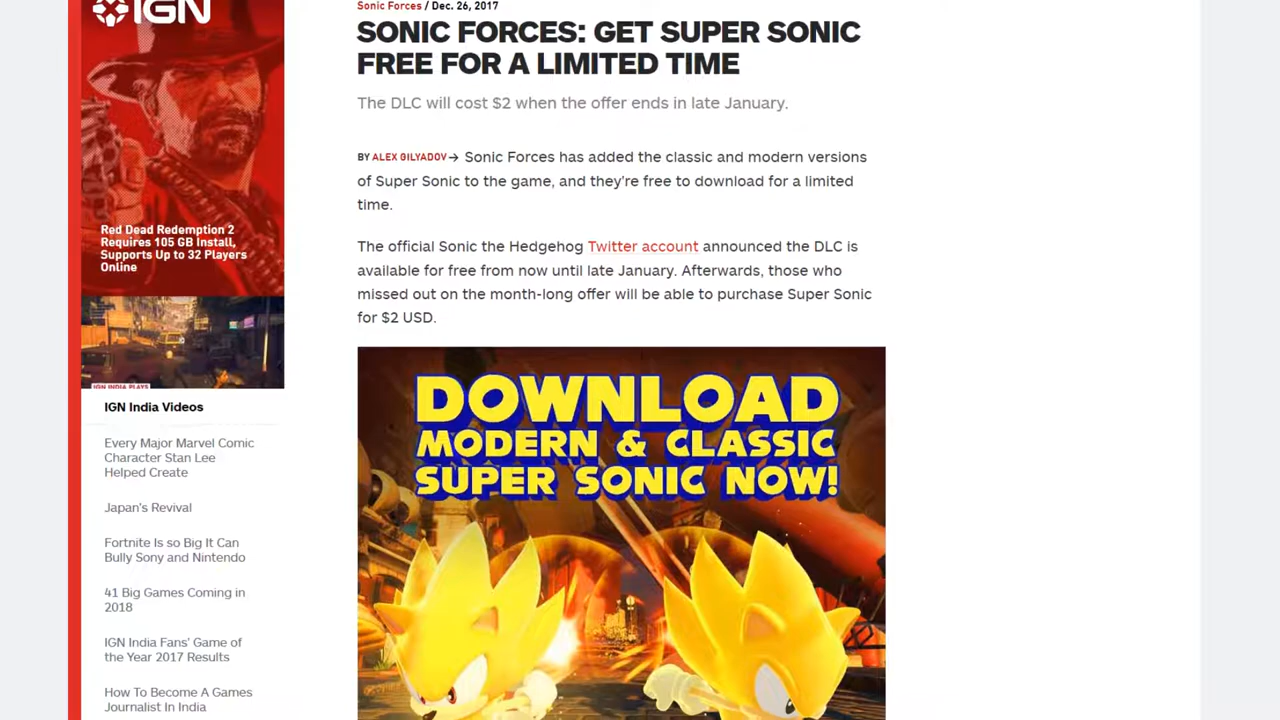 IGN
Red Dead Redemption 2
Requires 105 GB Install,
Supports Up to 32 Players
Online
IGN INDIA PLAYS
IGN India Videos
Every Major Marvel Comic
Character Stan Lee
Helped Create
Japan's Revival
Fortnite Is so Big It Can
Bully Sony and Nintendo
41 Big Games Coming in
2018
IGN India Fans' Game of
the Year 2017 Results
How To Become A Games
Journalist In India
Sonic Forces / Dec. 26, 2017
SONIC FORCES: GET SUPER SONIC
FREE FOR A LIMITED TIME
The DLC will cost $2 when the offer ends in late January.
BY ALEX GILYADOV→ Sonic Forces has added the classic and modern versions
of Super Sonic to the game, and they're free to download for a limited
time.
The official Sonic the Hedgehog Twitter account announced the DLC is
available for free from now until late January. Afterwards, those who
missed out on the month-long offer will be able to purchase Super Sonic
for $2 USD.
DOWNLOAD
MODERN & CLASSIC
SUPER SONIC NOW!